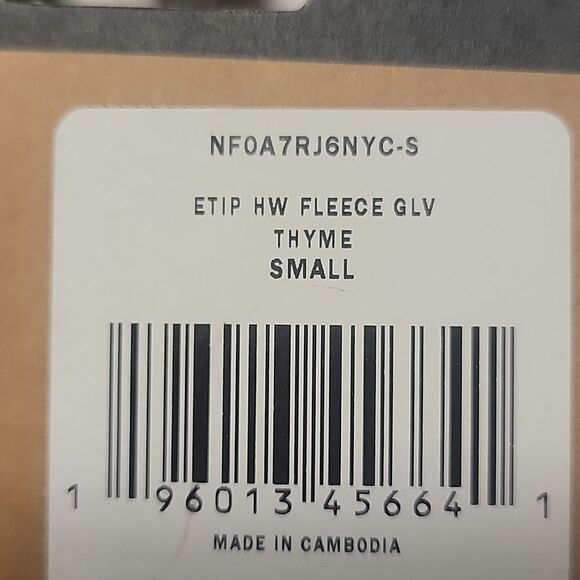 NF0A7RJ6NYC-S
ETIP HW FLEECE GLV
THYME
SMALL
1 96013 45664 1
MADE IN CAMBODIA